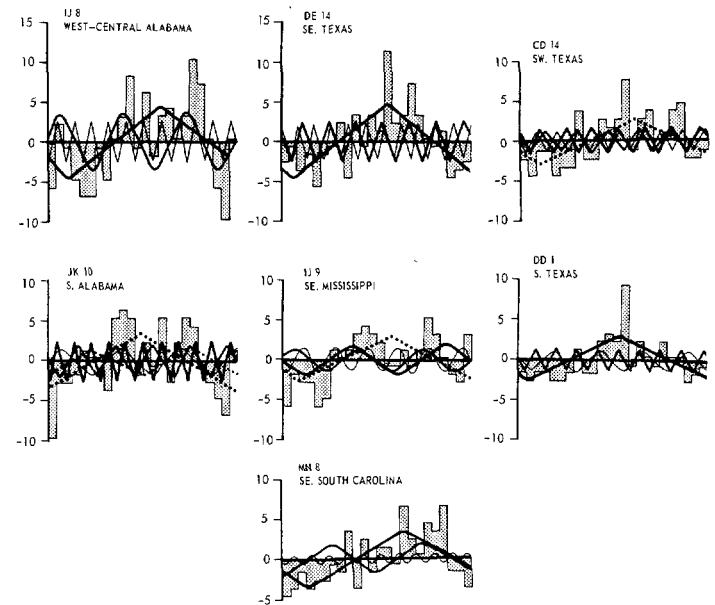 IJ 8
WEST-CENTRAL ALABAMA
15
10
5
0
-5
-10
DE 14
SE. TEXAS
15
10
5
0
-5
-10
CD 14
SW. TEXAS
10
5
0
-5
-10
JK 10
S. ALABAMA
10
5
0
-5
-10
IJ 9
SE. MISSISSIPPI
10
5
0
-5
-10
DD 1
S. TEXAS
10
5
0
-5
-10
MN 8
SE. SOUTH CAROLINA
10
5
0
-5